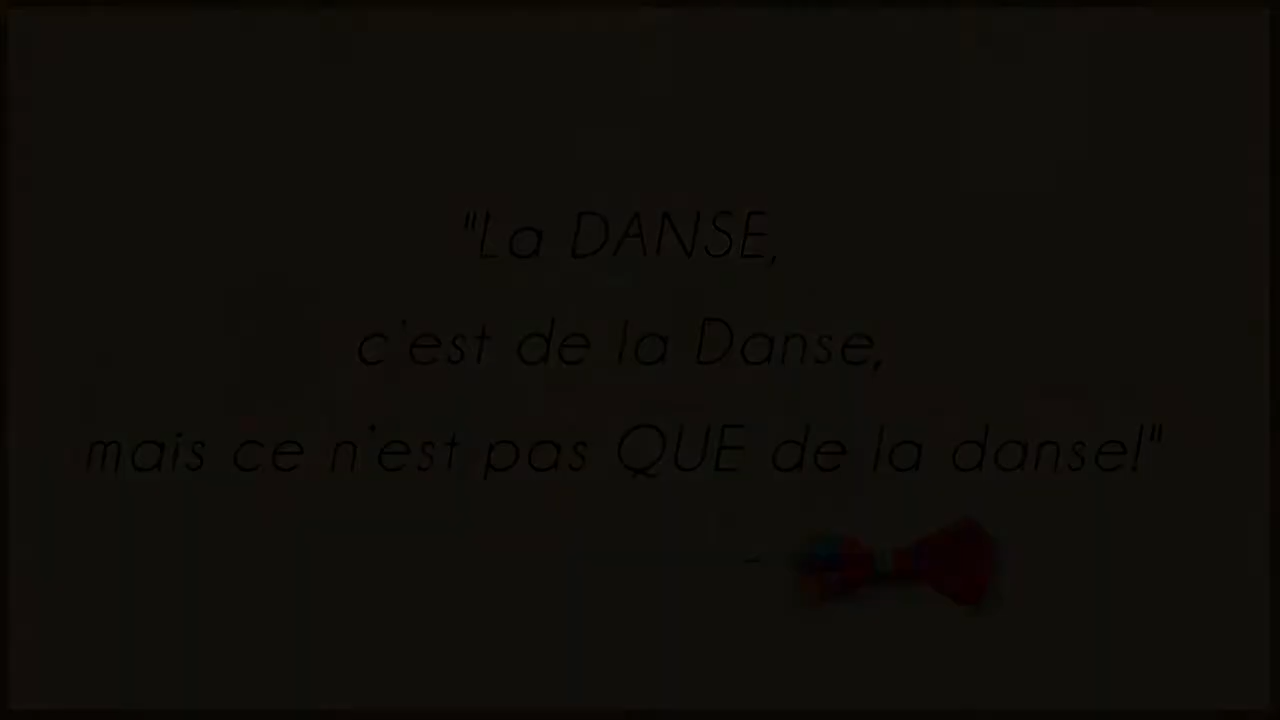 "La DANSE,
c'est de la Danse,
mais ce n'est pas QUE de la danse!"
-